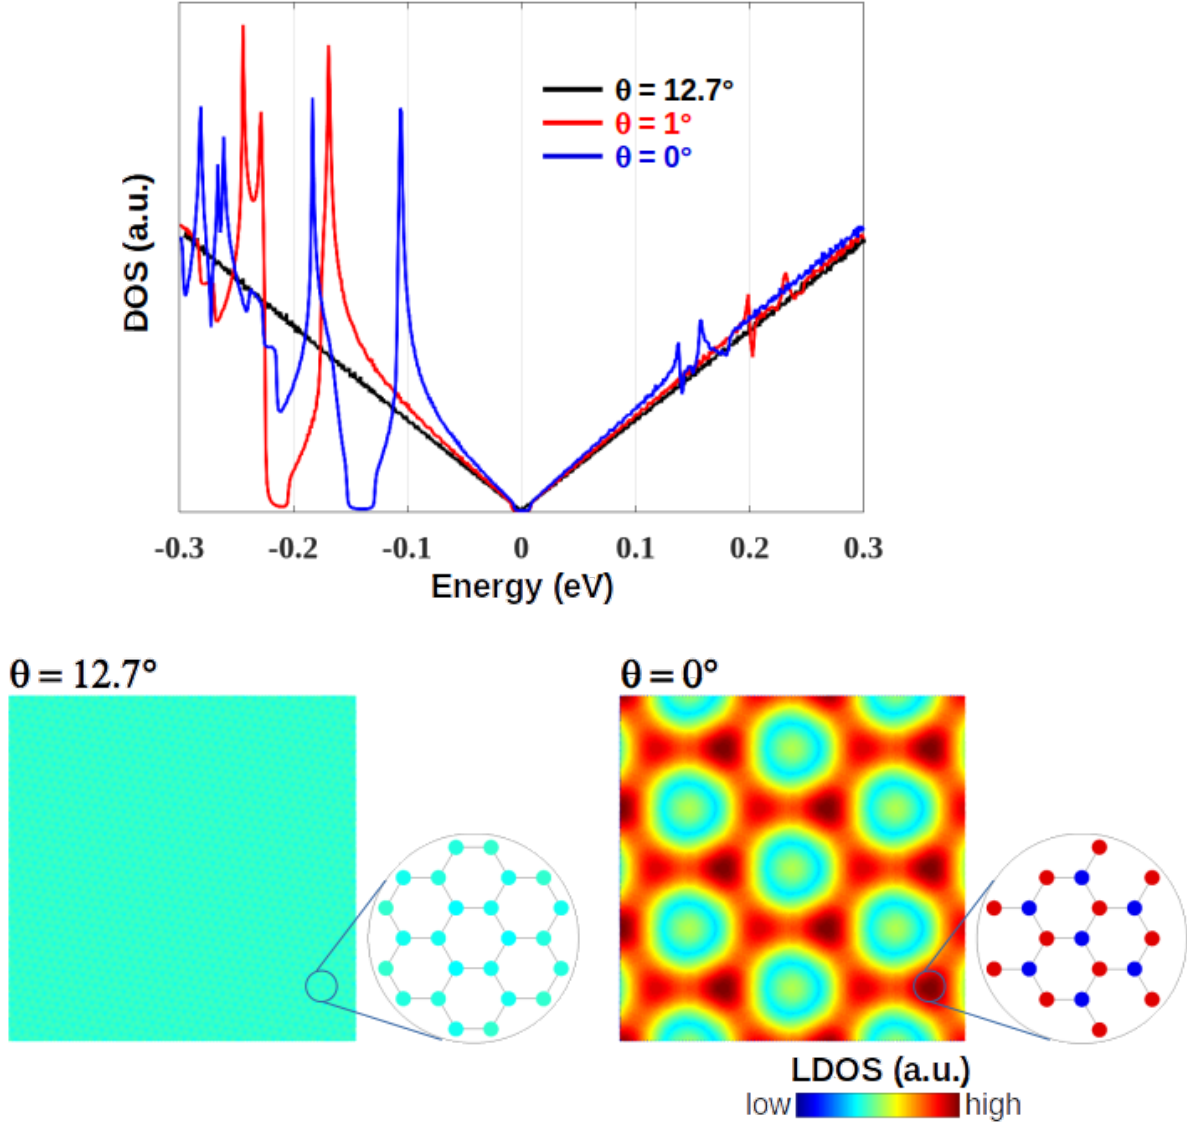 θ = 12.7°
θ = 1°
θ = 0°
DOS (a.u.)
-0.3 -0.2 -0.1 0 0.1 0.2 0.3
Energy (eV)
θ = 12.7°
θ = 0°
LDOS (a.u.)
low high